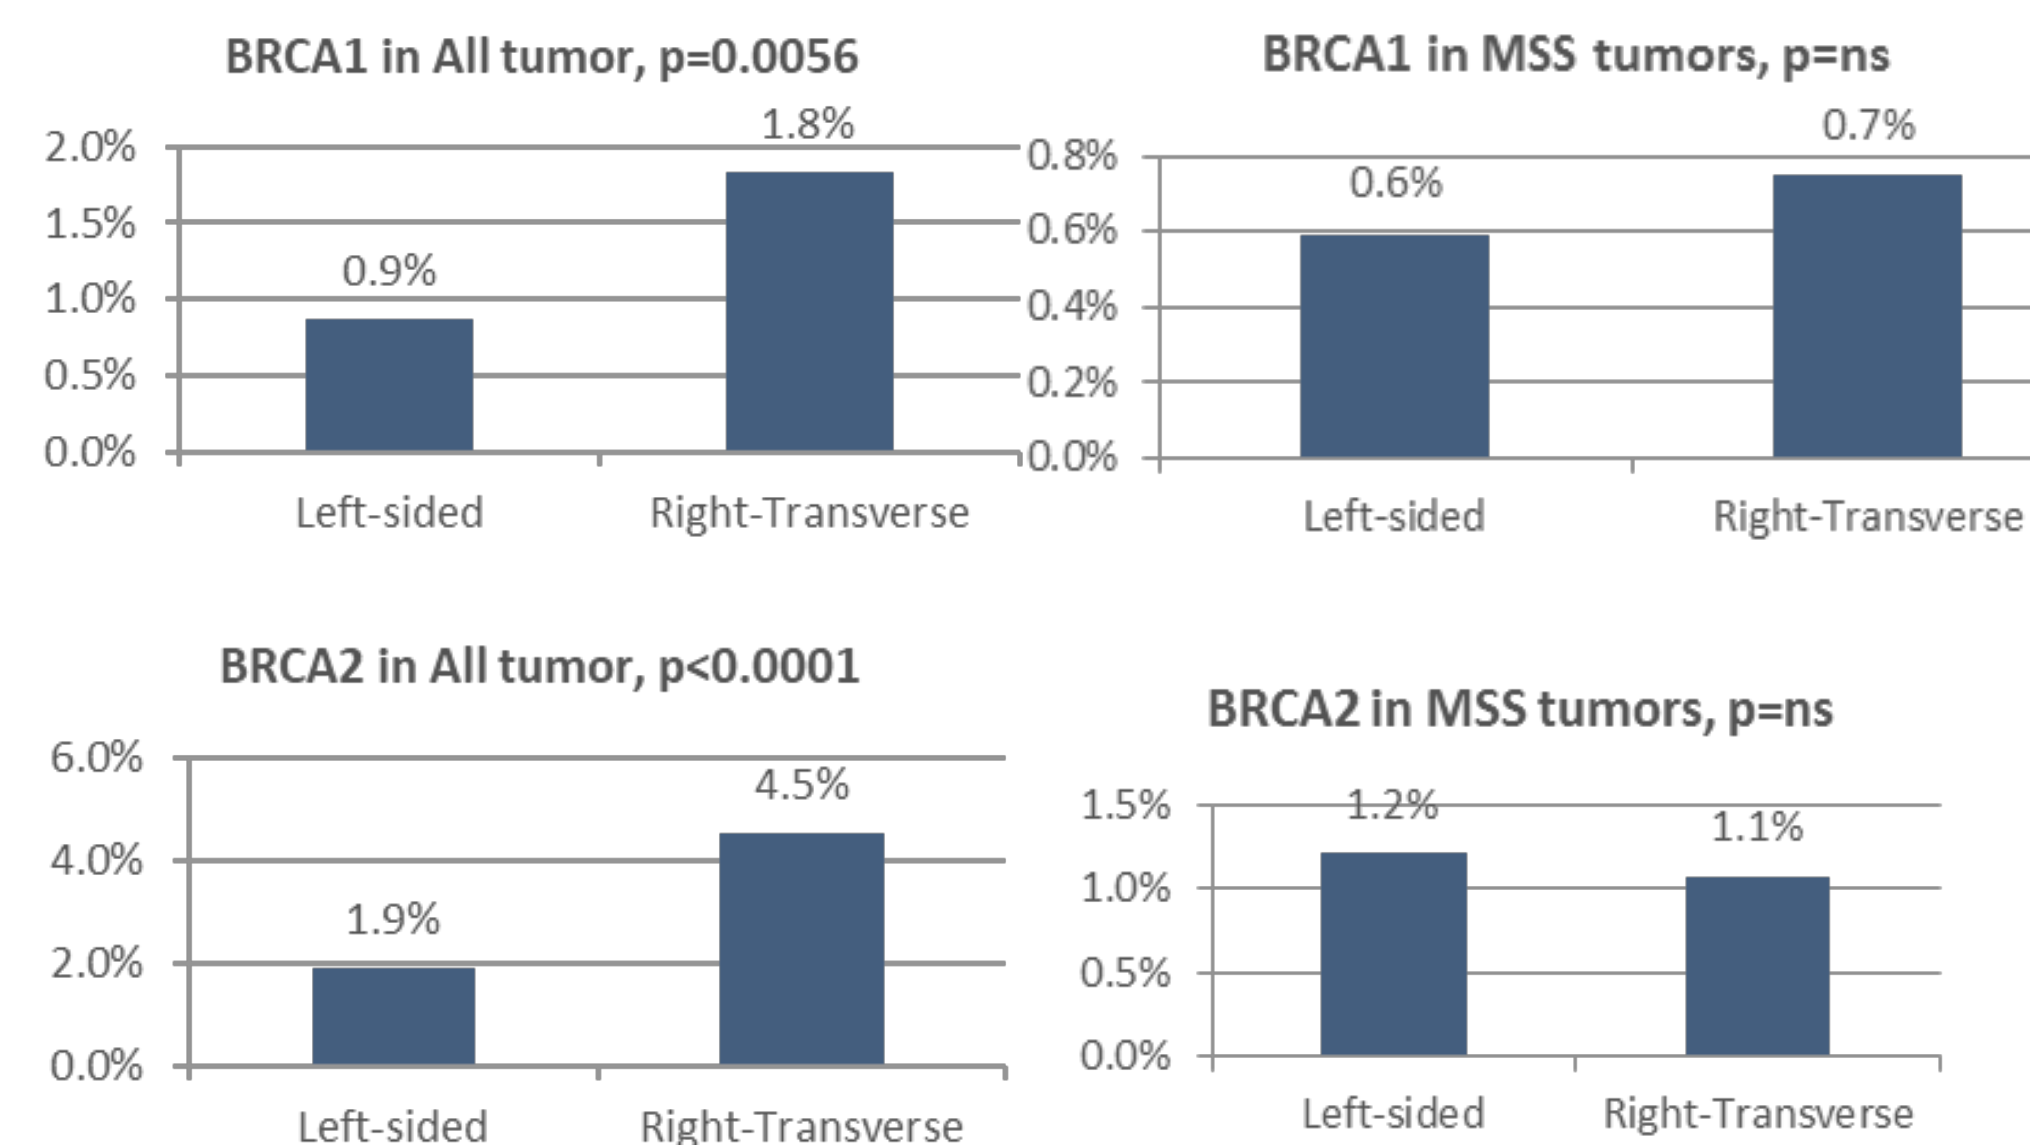 BRCA1 in All tumor, p=0.0056
2.0%
1.5%
1.0%
0.5%
0.0%
0.9%
1.8%
Left-sided
Right-Transverse
BRCA1 in MSS tumors, p=ns
0.8%
0.6%
0.4%
0.2%
0.0%
0.6%
0.7%
Left-sided
Right-Transverse
BRCA2 in All tumor, p<0.0001
6.0%
4.0%
2.0%
0.0%
1.9%
4.5%
Left-sided
Right-Transverse
BRCA2 in MSS tumors, p=ns
1.5%
1.0%
0.5%
0.0%
1.2%
1.1%
Left-sided
Right-Transverse